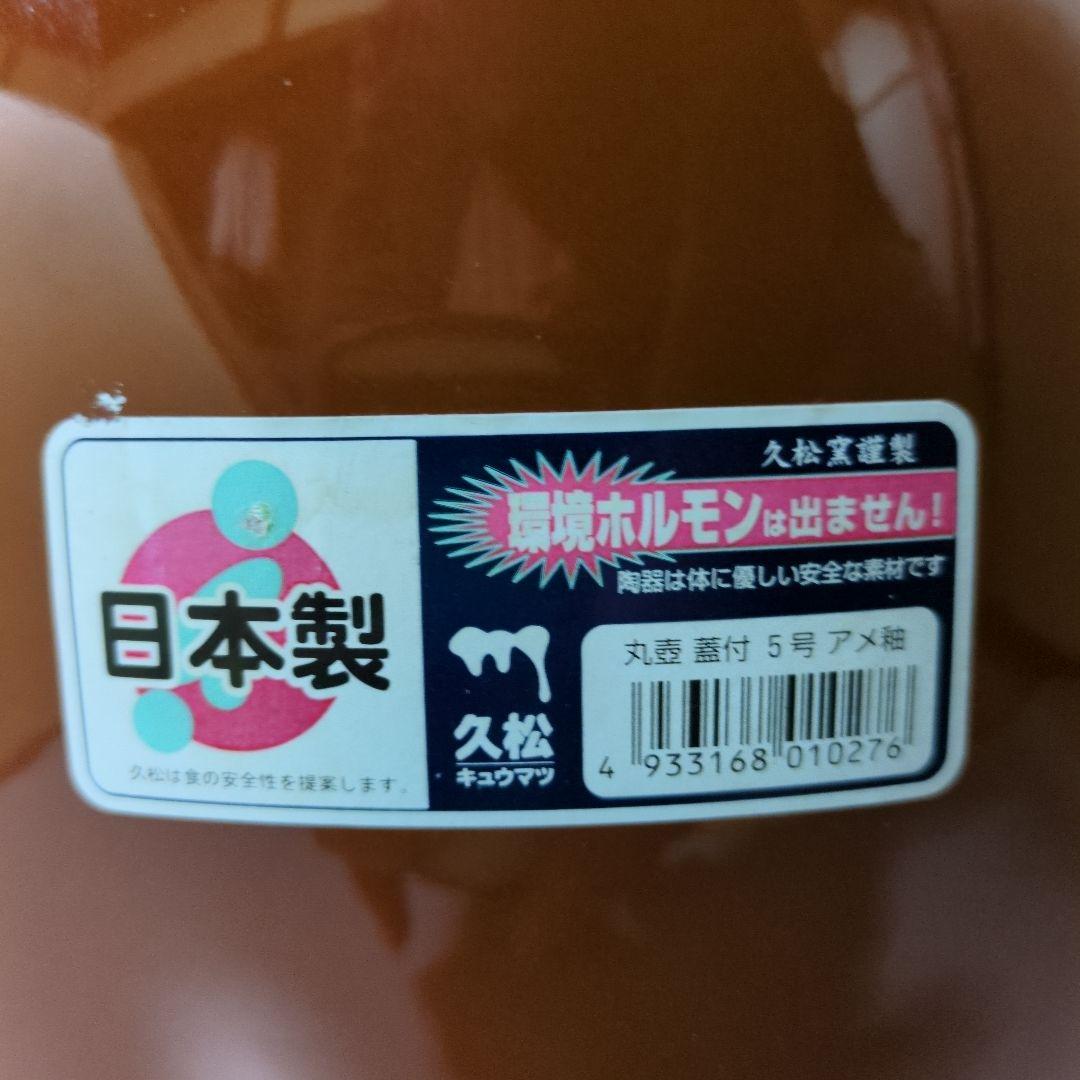 日本製
久松は食の安全性を提案します。
久松窯謹製
環境ホルモンは出ません!
陶器は体に優しい安全な素材です
久松
キュウマツ
丸壺 蓋付 5号 アメ釉
4 933168 010276